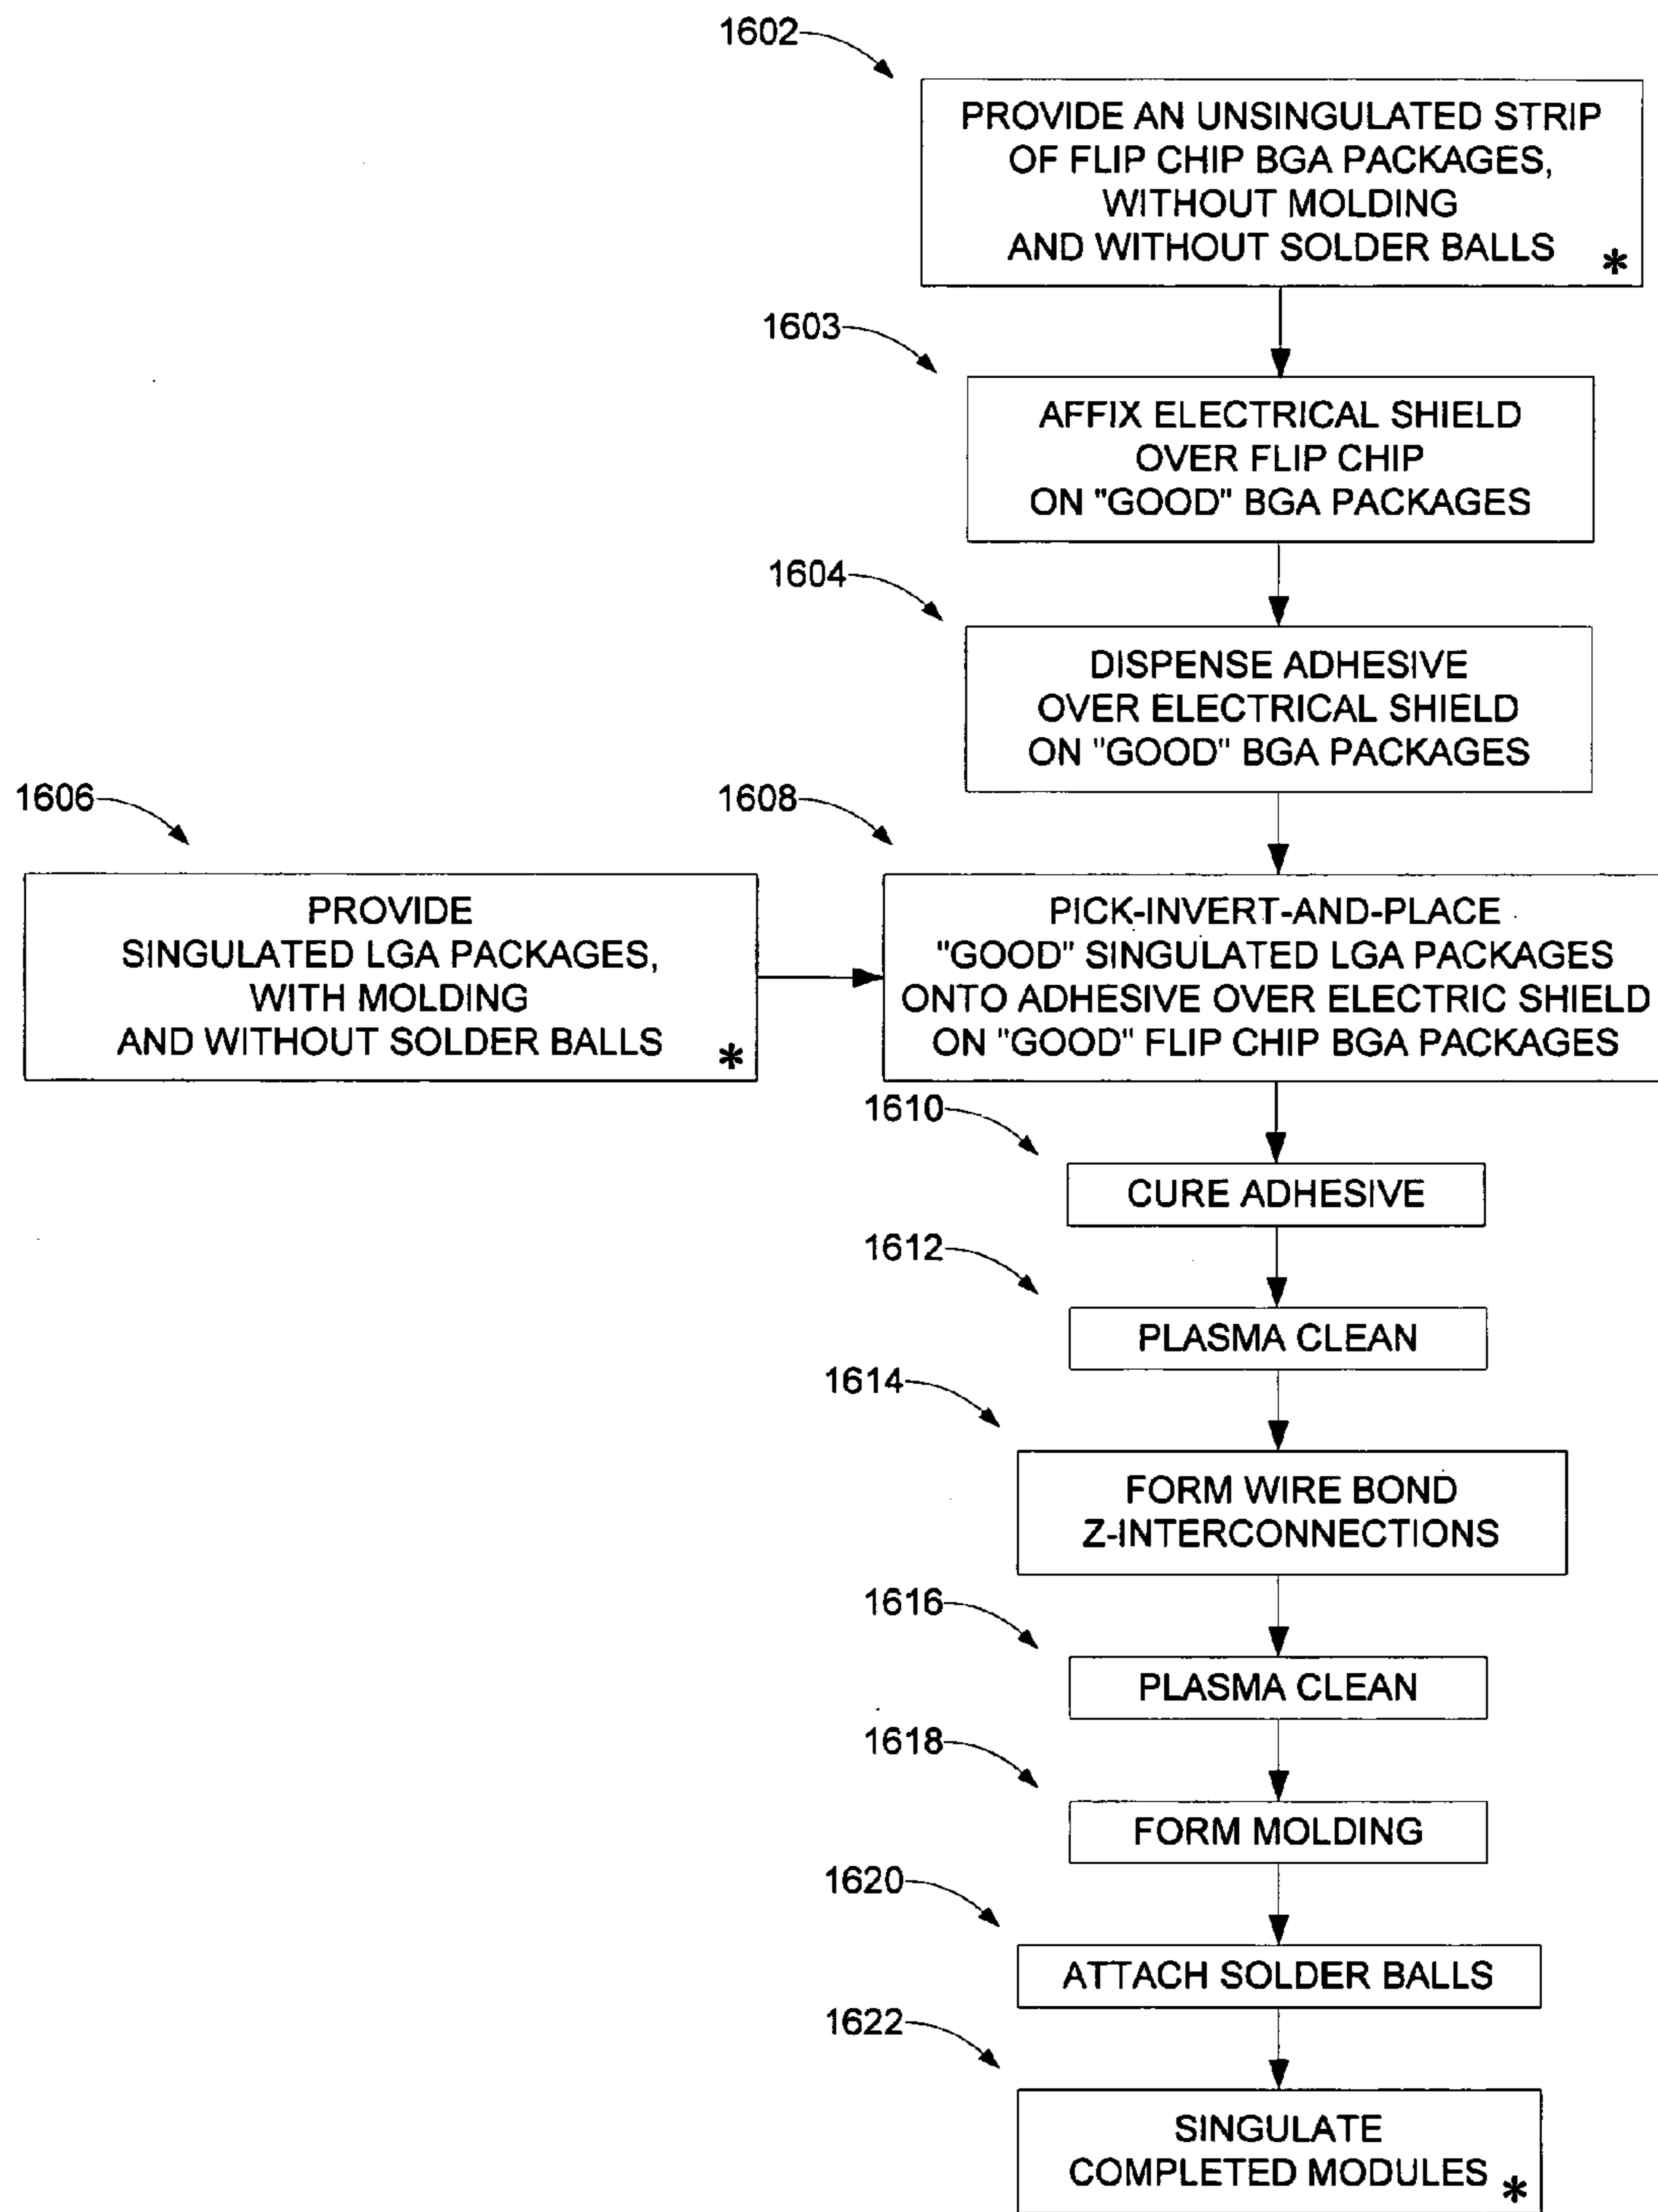 1602
PROVIDE AN UNSINGULATED STRIP
OF FLIP CHIP BGA PACKAGES,
WITHOUT MOLDING
AND WITHOUT SOLDER BALLS *
1603
AFFIX ELECTRICAL SHIELD
OVER FLIP CHIP
ON "GOOD" BGA PACKAGES
1604
DISPENSE ADHESIVE
OVER ELECTRICAL SHIELD
ON "GOOD" BGA PACKAGES
1606
PROVIDE
SINGULATED LGA PACKAGES,
WITH MOLDING
AND WITHOUT SOLDER BALLS *
1608
PICK-INVERT-AND-PLACE
"GOOD" SINGULATED LGA PACKAGES
ONTO ADHESIVE OVER ELECTRIC SHIELD
ON "GOOD" FLIP CHIP BGA PACKAGES
1610
CURE ADHESIVE
1612
PLASMA CLEAN
1614
FORM WIRE BOND
Z-INTERCONNECTIONS
1616
PLASMA CLEAN
1618
FORM MOLDING
1620
ATTACH SOLDER BALLS
1622
SINGULATE
COMPLETED MODULES *